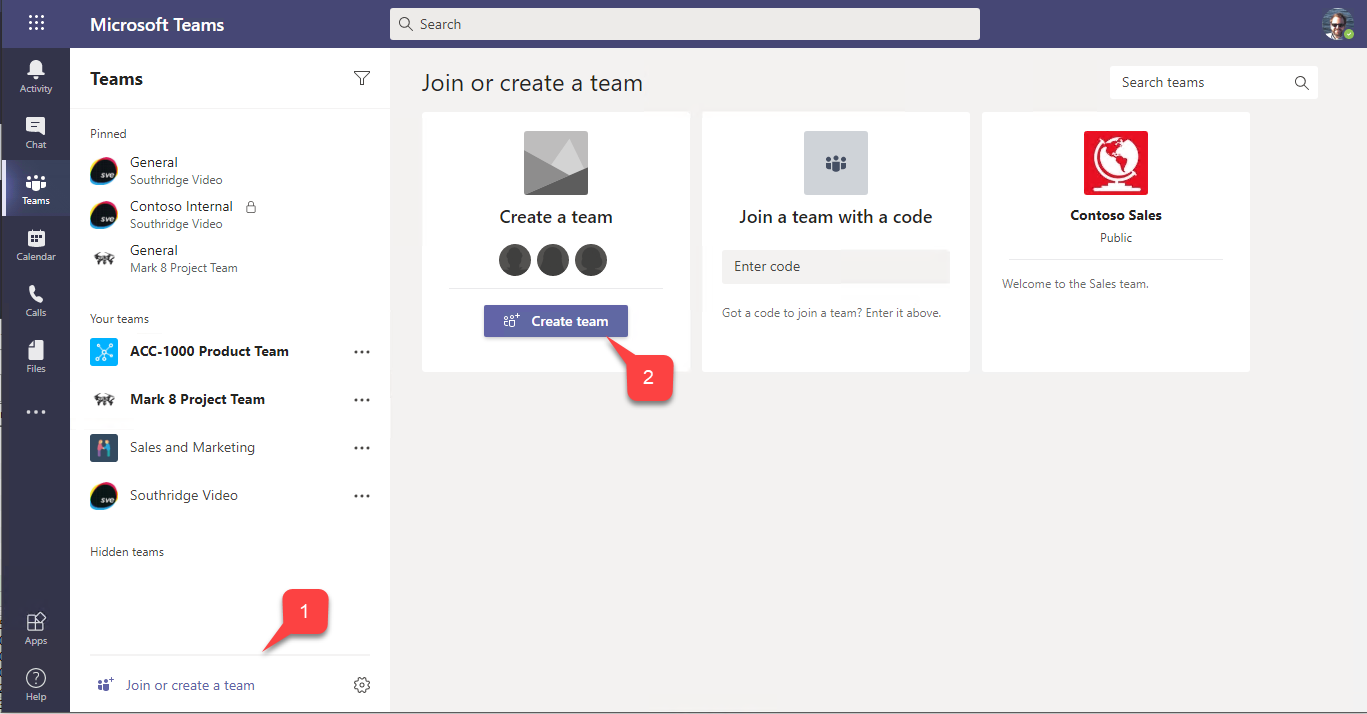 Microsoft Teams
Search
Activity
Chat
Teams
Calendar
Calls
Files
Apps
Help
Teams
Pinned
General
Southridge Video
Contoso Internal
Southridge Video
General
Mark 8 Project Team
Your teams
ACC-1000 Product Team
Mark 8 Project Team
Sales and Marketing
Southridge Video
Hidden teams
1
Join or create a team
Join or create a team
Search teams
Create a team
Create team
2
Join a team with a code
Enter code
Got a code to join a team? Enter it above.
Contoso Sales
Public
Welcome to the Sales team.
sve
sve
sve